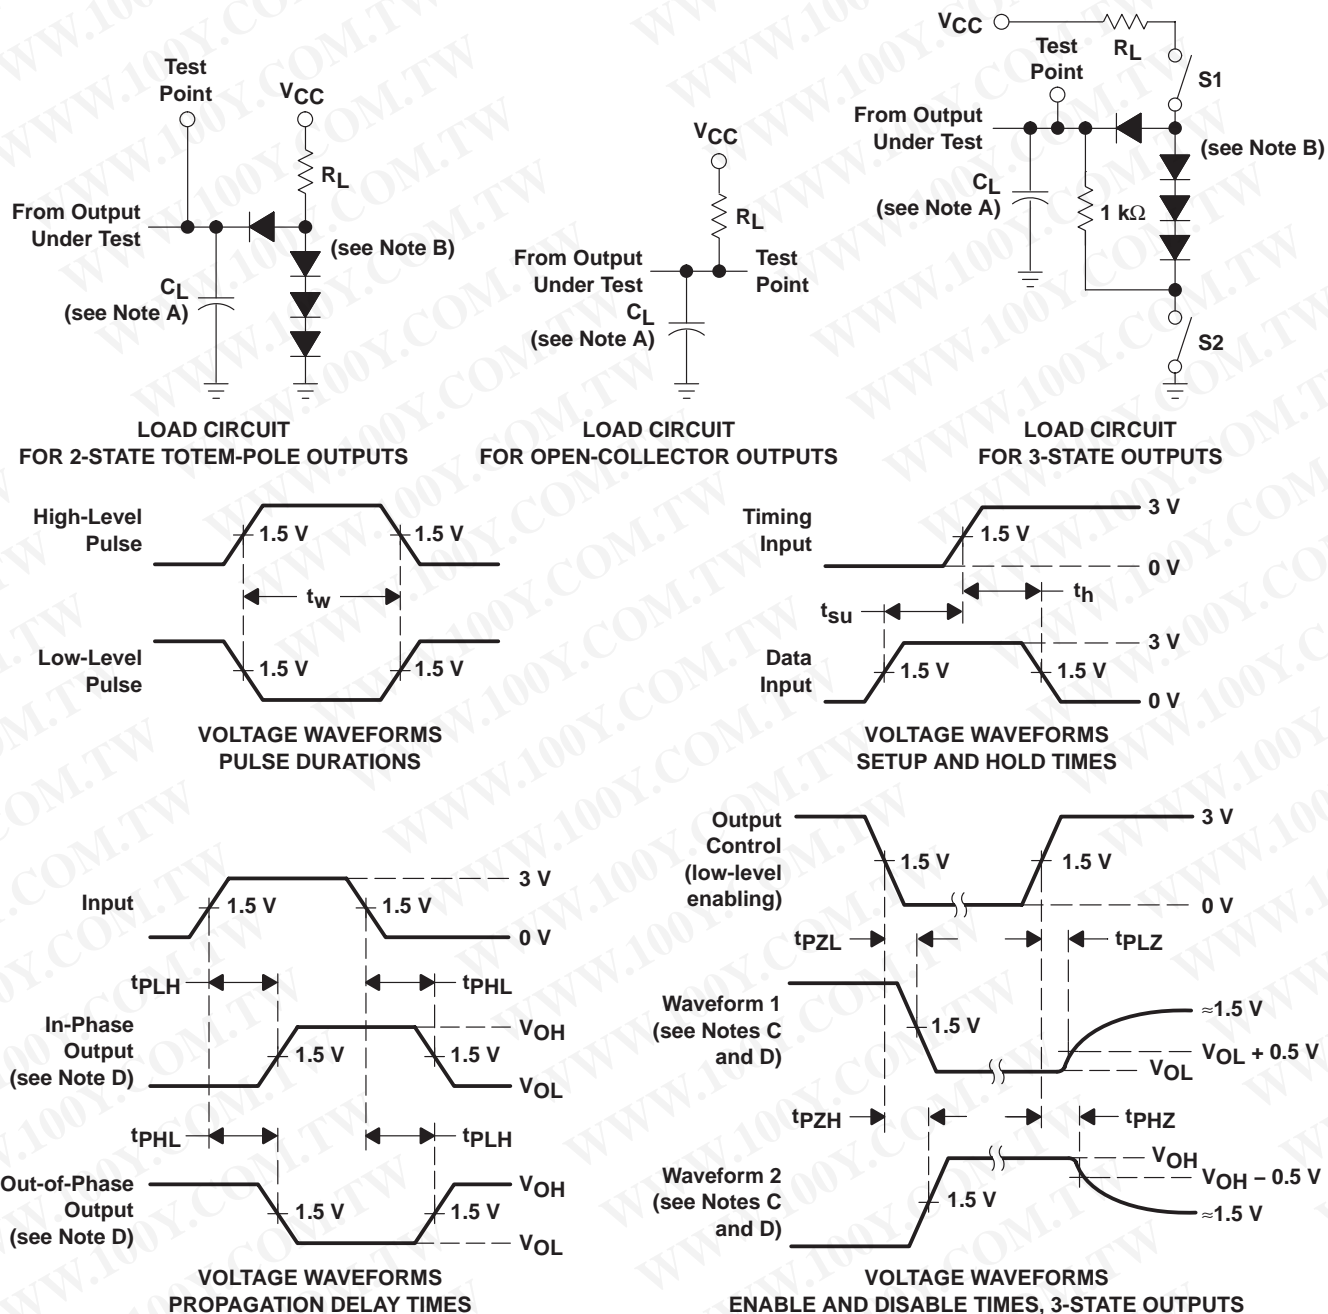 Test
Point
VCC
RL
From Output
Under Test
(see Note B)
CL
(see Note A)
LOAD CIRCUIT
FOR 2-STATE TOTEM-POLE OUTPUTS
VCC
RL
From Output
Under Test
Test
Point
CL
(see Note A)
LOAD CIRCUIT
FOR OPEN-COLLECTOR OUTPUTS
VCC
RL
Test
Point
S1
From Output
Under Test
(see Note B)
CL
(see Note A)
1 kΩ
S2
LOAD CIRCUIT
FOR 3-STATE OUTPUTS
High-Level
Pulse
1.5 V
1.5 V
tw
Low-Level
Pulse
1.5 V
1.5 V
VOLTAGE WAVEFORMS
PULSE DURATIONS
Timing
Input
1.5 V
3 V
0 V
th
tsu
Data
Input
1.5 V
1.5 V
3 V
0 V
VOLTAGE WAVEFORMS
SETUP AND HOLD TIMES
Input
1.5 V
1.5 V
3 V
0 V
tPLH
tPHL
In-Phase
Output
(see Note D)
1.5 V
1.5 V
VOH
VOL
tPHL
tPLH
Out-of-Phase
Output
(see Note D)
1.5 V
1.5 V
VOH
VOL
VOLTAGE WAVEFORMS
PROPAGATION DELAY TIMES
Output
Control
(low-level
enabling)
1.5 V
1.5 V
3 V
0 V
tPZL
tPLZ
Waveform 1
(see Notes C
and D)
1.5 V
≈1.5 V
VOL + 0.5 V
VOL
tPZH
tPHZ
Waveform 2
(see Notes C
and D)
1.5 V
VOH
VOH – 0.5 V
≈1.5 V
VOLTAGE WAVEFORMS
ENABLE AND DISABLE TIMES, 3-STATE OUTPUTS
WWW.100Y.COM.TW